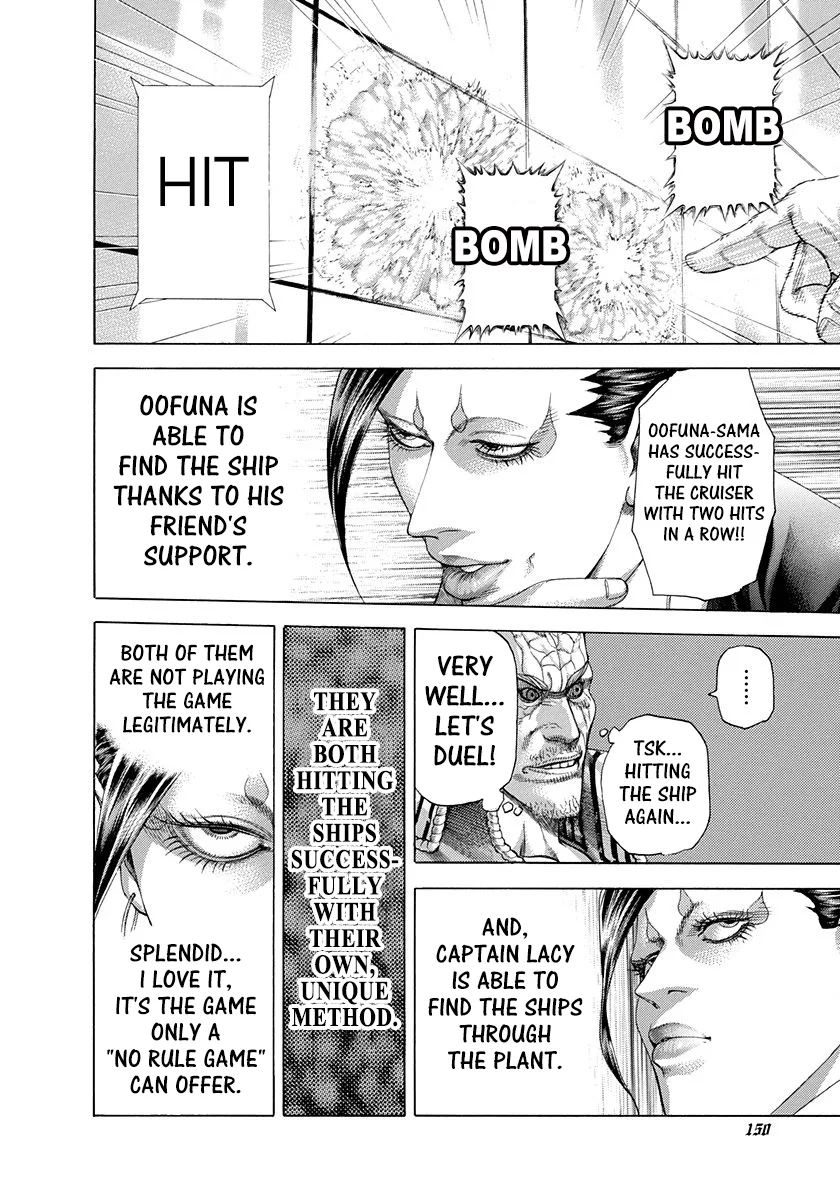 BOMB
BOMB
HIT
OOFUNA-SAMA
HAS SUCCESS-
FULLY HIT
THE CRUISER
WITH TWO HITS
IN A ROW!!
OOFUNA IS
ABLE TO
FIND THE SHIP
THANKS TO HIS
FRIEND'S
SUPPORT.
......
TSK...
HITTING
THE SHIP
AGAIN...
VERY
WELL...
LET'S
DUEL!
AND,
CAPTAIN LACY
IS ABLE TO
FIND THE SHIPS
THROUGH
THE PLANT.
THEY
ARE
BOTH
HITTING
THE
SHIPS
SUCCESS-
FULLY
WITH
THEIR
OWN,
UNIQUE
METHOD.
BOTH OF THEM
ARE NOT PLAYING
THE GAME
LEGITIMATELY.
SPLENDID...
I LOVE IT,
IT'S THE GAME
ONLY A
"NO RULE GAME"
CAN OFFER.
150